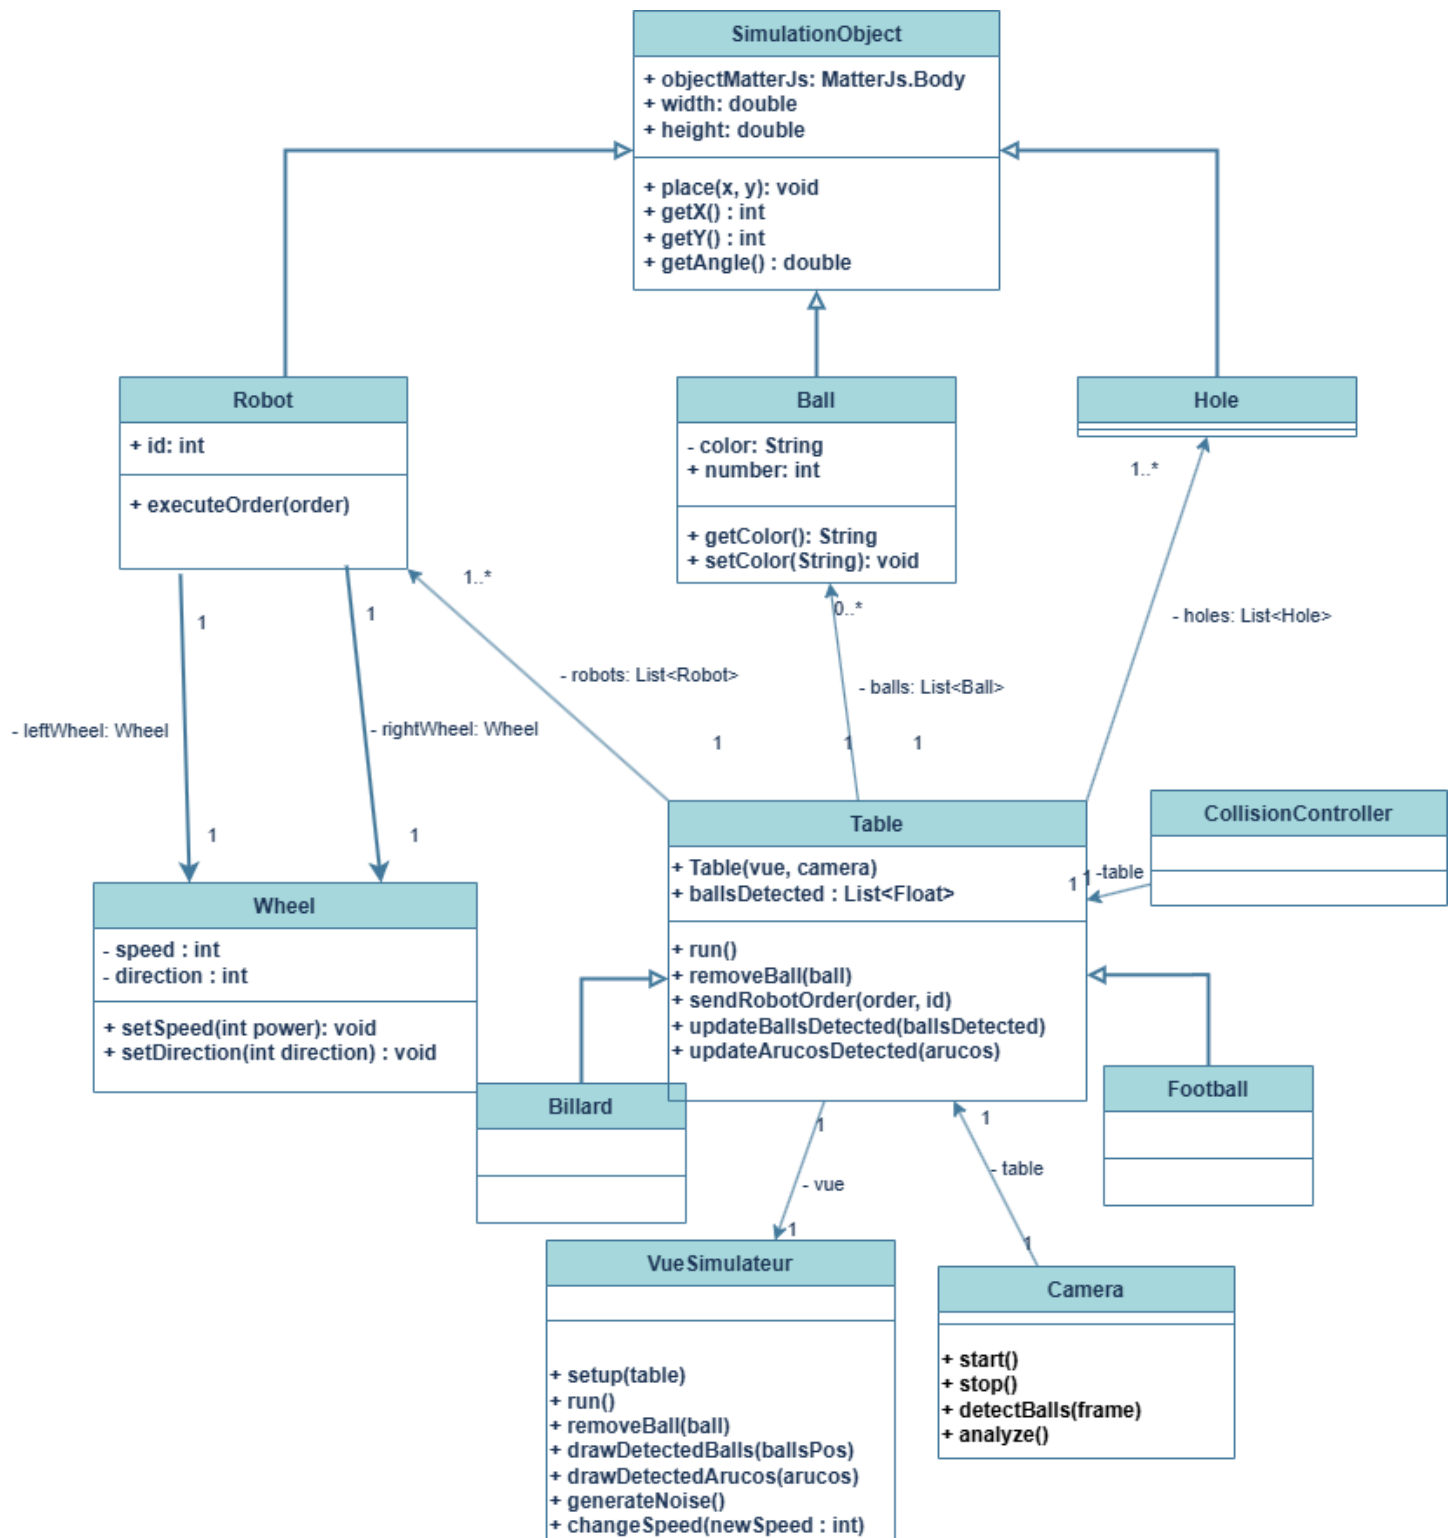 SimulationObject
+ objectMatterJs: MatterJs.Body
+ width: double
+ height: double
+ place(x, y): void
+ getX() : int
+ getY() : int
+ getAngle() : double
Robot
+ id: int
+ executeOrder(order)
Ball
- color: String
+ number: int
+ getColor(): String
+ setColor(String): void
Hole
1..*
1..*
0..*
1
1
- robots: List<Robot>
- balls: List<Ball>
- holes: List<Hole>
- leftWheel: Wheel
- rightWheel: Wheel
1
1
1
1
1
Wheel
- speed : int
- direction : int
+ setSpeed(int power): void
+ setDirection(int direction) : void
Table
+ Table(vue, camera)
+ ballsDetected : List<Float>
+ run()
+ removeBall(ball)
+ sendRobotOrder(order, id)
+ updateBallsDetected(ballsDetected)
+ updateArucosDetected(arucos)
CollisionController
1
1
-table
Billard
Football
1
- vue
1
1
- table
1
VueSimulateur
+ setup(table)
+ run()
+ removeBall(ball)
+ drawDetectedBalls(ballsPos)
+ drawDetectedArucos(arucos)
+ generateNoise()
+ changeSpeed(newSpeed : int)
Camera
+ start()
+ stop()
+ detectBalls(frame)
+ analyze()